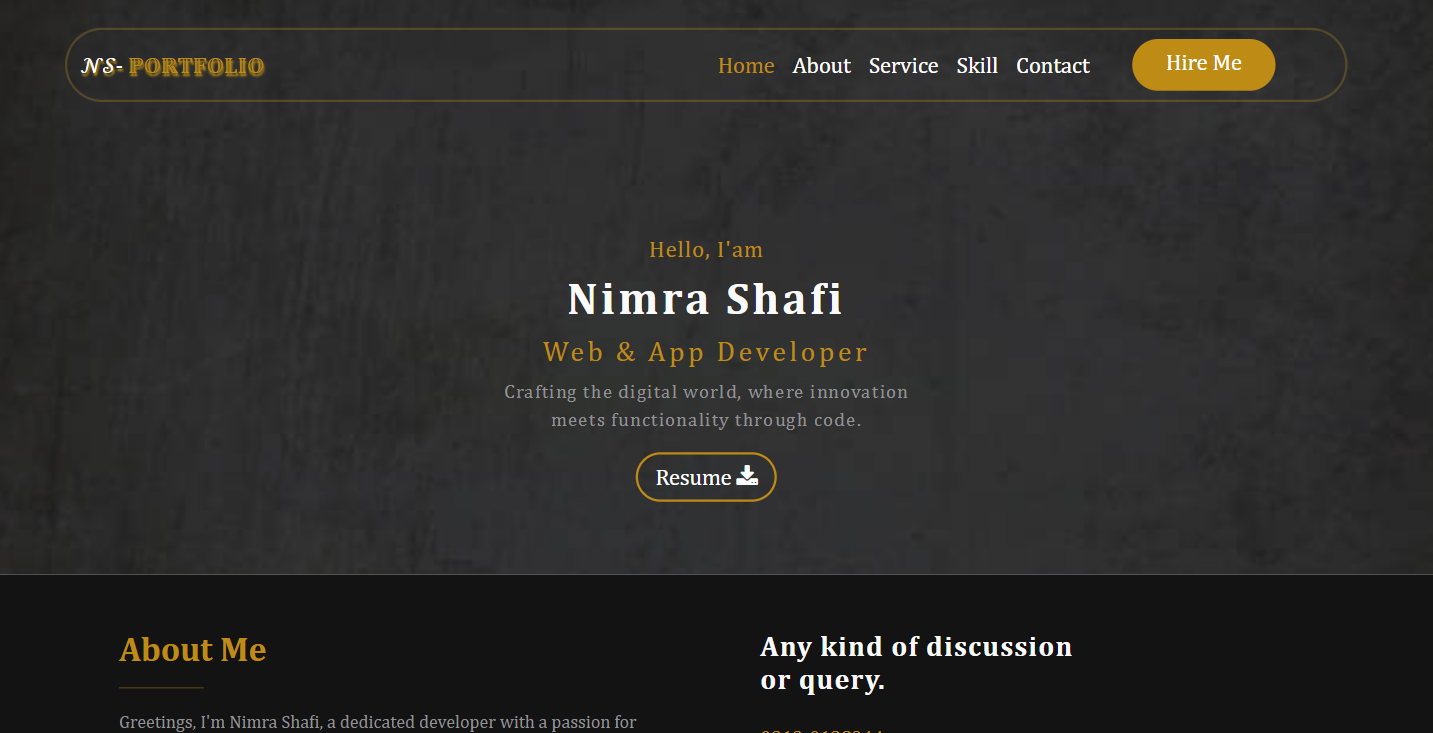 NS- PORTFOLIO
Home About Service Skill Contact Hire Me
Hello, I'am
Nimra Shafi
Web & App Developer
Crafting the digital world, where innovation
meets functionality through code.
Resume
About Me
Any kind of discussion
or query.
Greetings, I'm Nimra Shafi, a dedicated developer with a passion for